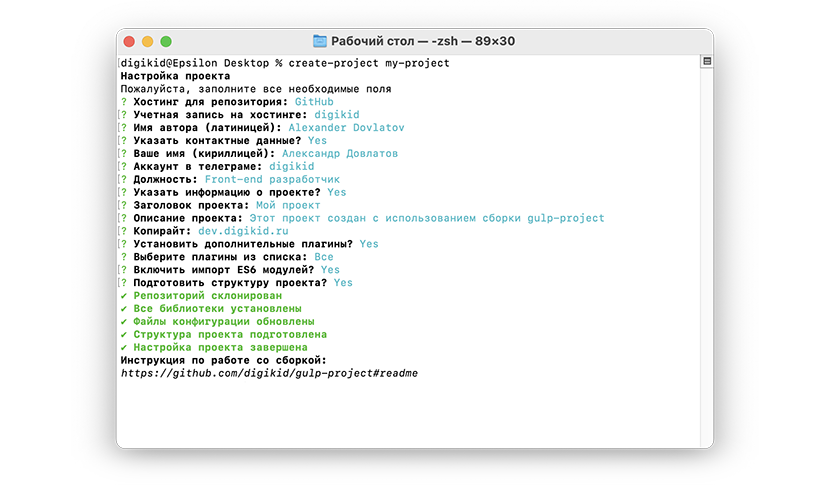 Рабочий стол — -zsh — 89×30
[digikid@Epsilon Desktop % create-project my-project
Настройка проекта
Пожалуйста, заполните все необходимые поля
[? Хостинг для репозитория: GitHub
[? Учетная запись на хостинге: digikid
[? Имя автора (латиницей): Alexander Dovlatov
[? Указать контактные данные? Yes
[? Ваше имя (кириллицей): Александр Довлатов
[? Аккаунт в телеграме: digikid
[? Должность: Front-end разработчик
[? Указать информацию о проекте? Yes
[? Заголовок проекта: Мой проект
[? Описание проекта: Этот проект создан с использованием сборки gulp-project
[? Копирайт: dev.digikid.ru
[? Установить дополнительные плагины? Yes
? Выберите плагины из списка: Все
[? Включить импорт ES6 модулей? Yes
[? Подготовить структуру проекта? Yes
✔ Репозиторий склонирован
✔ Все библиотеки установлены
✔ Файлы конфигурации обновлены
✔ Структура проекта подготовлена
✔ Настройка проекта завершена
Инструкция по работе со сборкой:
https://github.com/digikid/gulp-project#readme